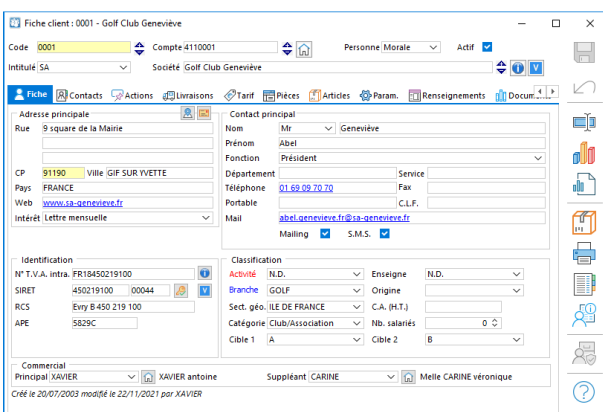 Fiche client : 0001 - Golf Club Geneviève
Code 0001 Compte 4110001 Personne Morale Actif
Intitulé SA Société Golf Club Geneviève
Fiche Contacts Actions Livraisons Tarif Pièces Articles Param. Renseignements Docum
Adresse principale Contact principal
Rue 9 square de la Mairie Nom Mr Geneviève
Prénom Abel
Fonction Président
CP 91190 Ville GIF SUR YVETTE Département Service
Pays FRANCE Téléphone 01 69 09 70 70 Fax
Web www.sa-genevieve.fr Portable C.L.F.
Intérêt Lettre mensuelle Mail abel.genevieve.fr@sa-genevieve.fr
Mailing S.M.S.
Identification Classification
N° T.V.A. intra. FR18450219100 Activité N.D. Enseigne N.D.
SIRET 450219100 00044 Branche GOLF Origine
RCS Evry B 450 219 100 Sect. géo. ILE DE FRANCE C.A. (H.T.)
APE 5829C Catégorie Club/Association Nb. salariés 0
Cible 1 A Cible 2 B
Commercial
Principal XAVIER XAVIER antoine Suppléant CARINE Melle CARINE véronique
Créé le 20/07/2003 modifié le 22/11/2021 par XAVIER